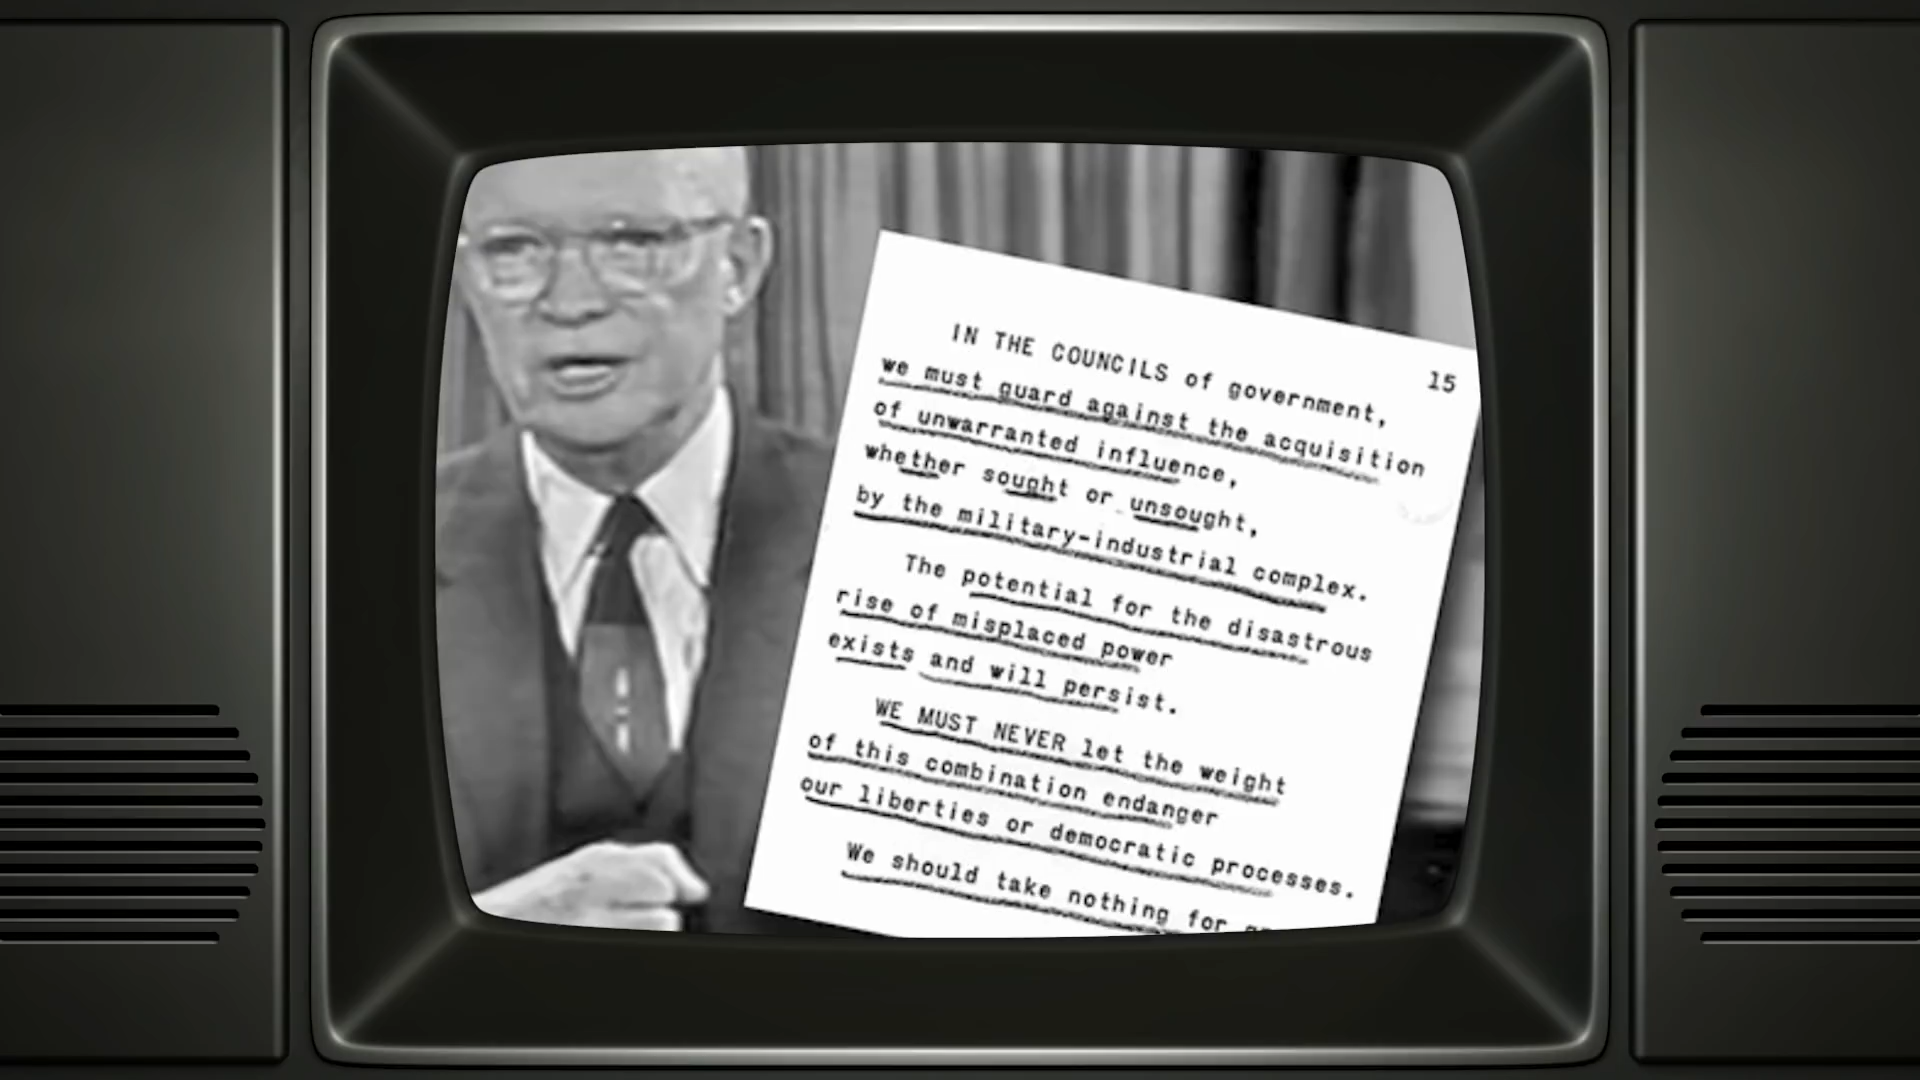 15
IN THE COUNCILS of government,
we must guard against the acquisition
of unwarranted influence,
whether sought or unsought,
by the military-industrial complex.
The potential for the disastrous
rise of misplaced power
exists and will persist.
WE MUST NEVER let the weight
of this combination endanger
our liberties or democratic processes.
We should take nothing for